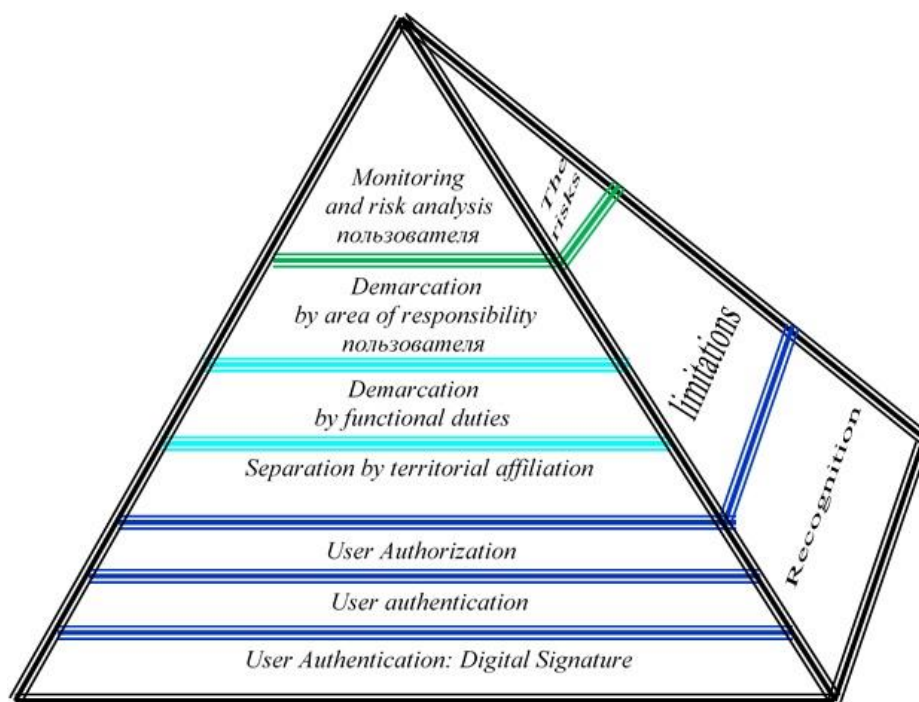 Monitoring
and risk analysis
пользователя
Demarcation
by area of responsibility
пользователя
Demarcation
by functional duties
Separation by territorial affiliation
User Authorization
User authentication
User Authentication: Digital Signature
The
risks
limitations
Recognition